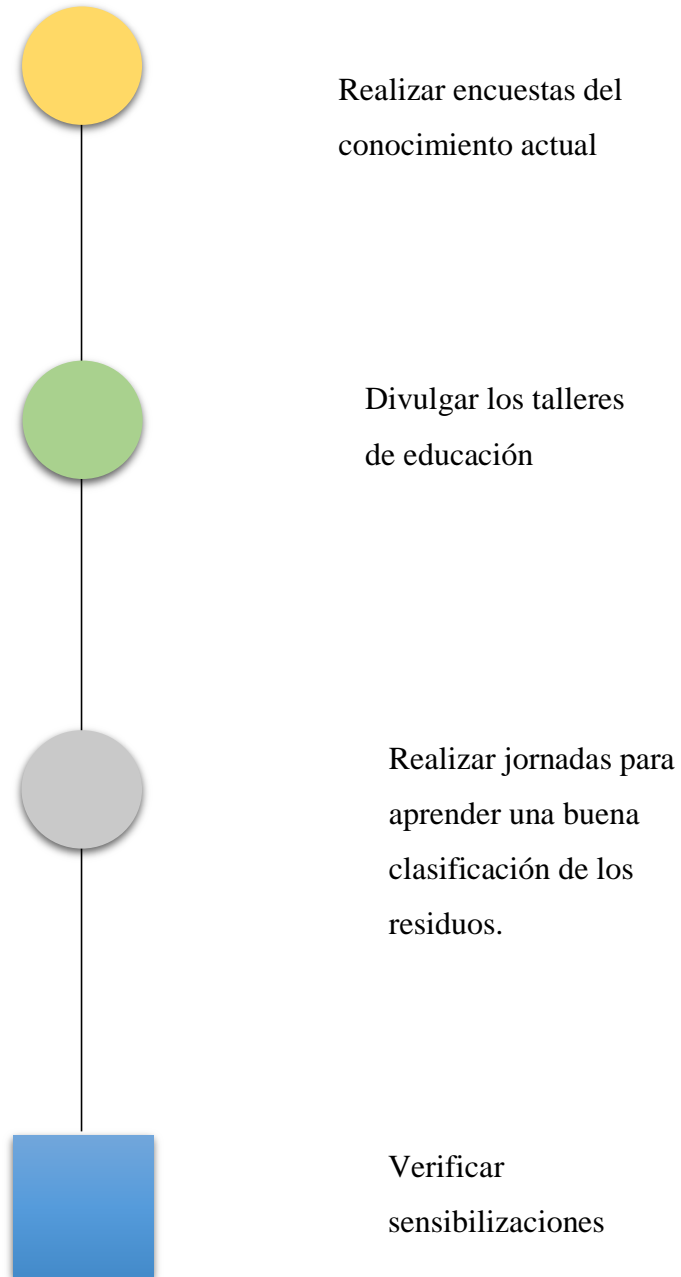 Realizar encuestas del
conocimiento actual
Divulgar los talleres
de educación
Realizar jornadas para
aprender una buena
clasificación de los
residuos.
Verificar
sensibilizaciones